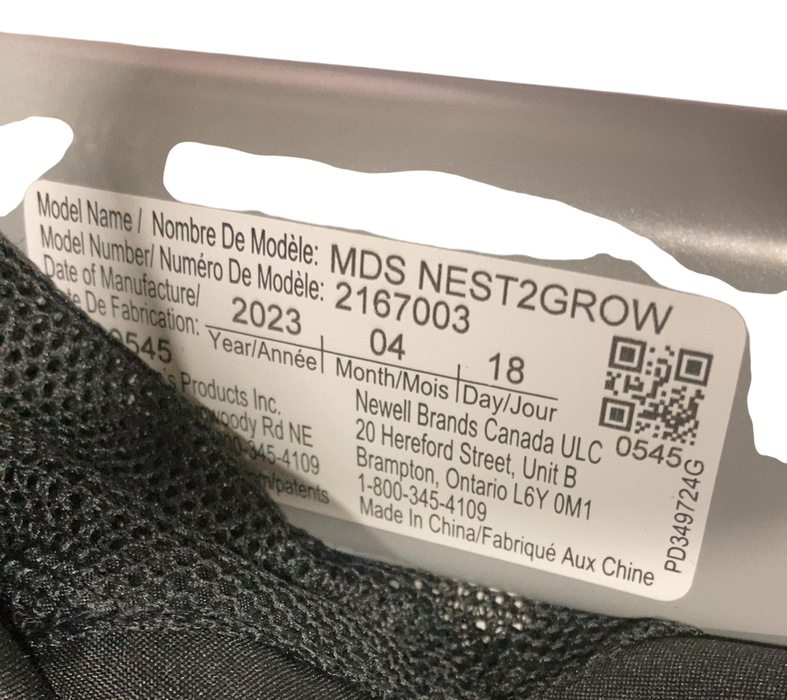 Model Name / Nombre De Modèle: MDS NEST2GROW
Model Number/ Numéro De Modèle: 2167003
Date of Manufacture/
De Fabrication: 2023 04 18
Year/Année Month/Mois Day/Jour
0545
Products Inc.
Rd NE
345-4109
/patents
Newell Brands Canada ULC
20 Hereford Street, Unit B
Brampton, Ontario L6Y 0M1
1-800-345-4109
Made In China/Fabriqué Aux Chine
0545
PD349724G